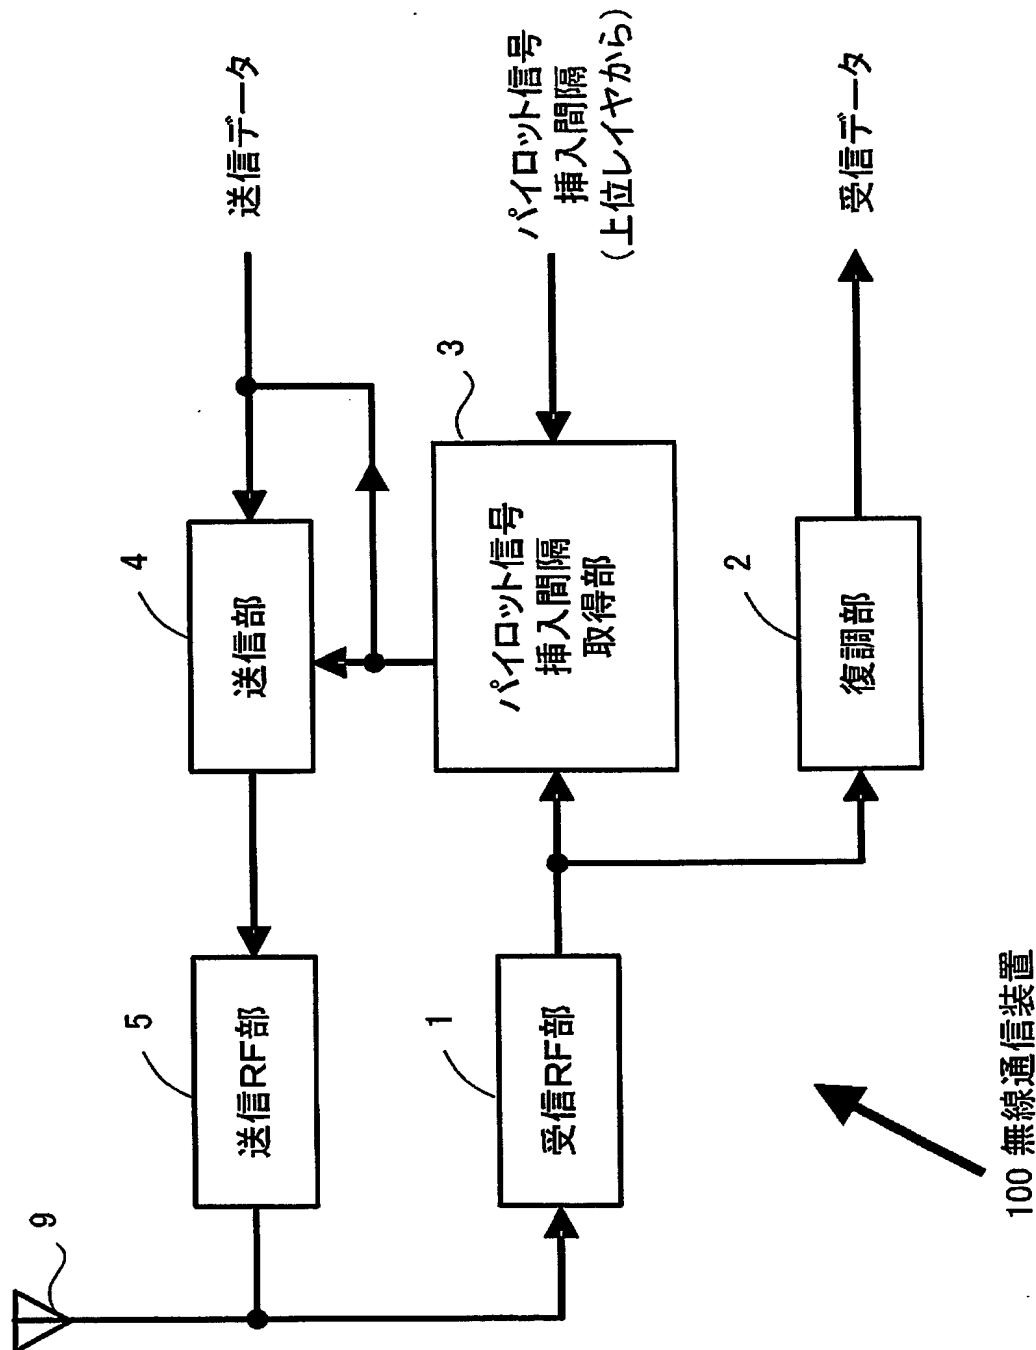 9
5
送信RF部
4
送信部
送信データ
1
受信RF部
3
パイロット信号
挿入間隔
取得部
パイロット信号
挿入間隔
(上位レイヤから)
2
復調部
受信データ
100 無線通信装置